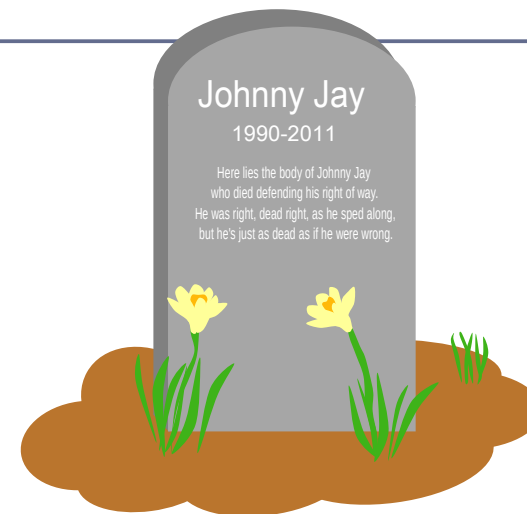 Johnny Jay
1990-2011
Here lies the body of Johnny Jay
who died defending his right of way.
He was right, dead right, as he sped along,
but he's just as dead as if he were wrong.